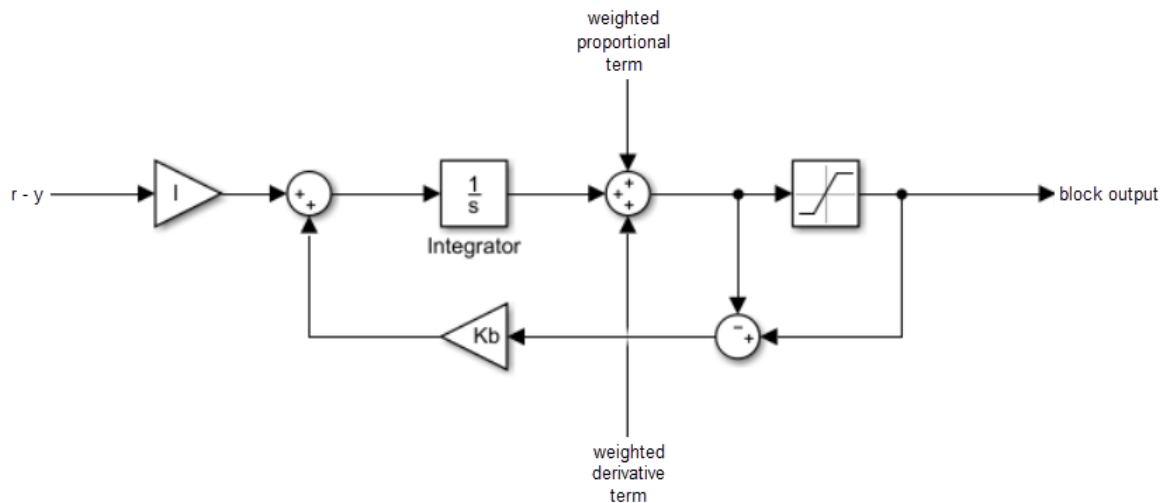 weighted
proportional
term
r - y
I
+
+
1
s
Integrator
+
+
+
block output
Kb
-
+
weighted
derivative
term